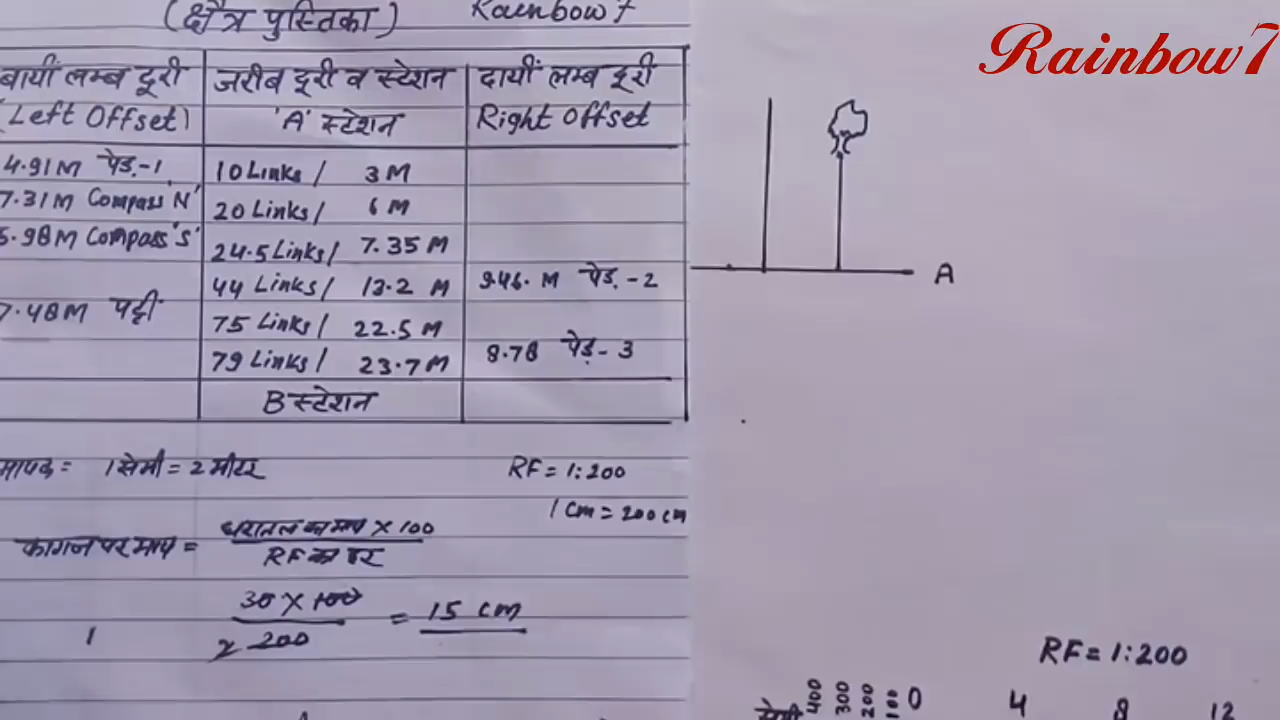 (क्षैत्र पुस्तिका) Rainbow7
Rainbow7
बायीं लम्ब दूरी जरीब दूरी व स्टेशन दायीं लम्ब दूरी
(Left Offset) 'A' स्टेशन Right Offset
4.91M पेड़-1 10 Links/ 3 M
7.31M Compass 'N' 20 Links/ 6 M
5.98M Compass 'S' 24.5 Links/ 7.35 M
44 Links/ 13.2 M 9.46. M पेड़-2
7.48M पट्टी 75 Links/ 22.5 M
79 Links/ 23.7 M 8.78 पेड़-3
B स्टेशन
A
मापक = 1 सेमी = 2 मीटर RF = 1:200
1 Cm = 200 cm
कागज पर माप = धरातल का माप × 100
RF का हर
30 × 100 = 15 cm
2 200
1
RF = 1:200
सेमी 400 300 200 100 0 4 8 12